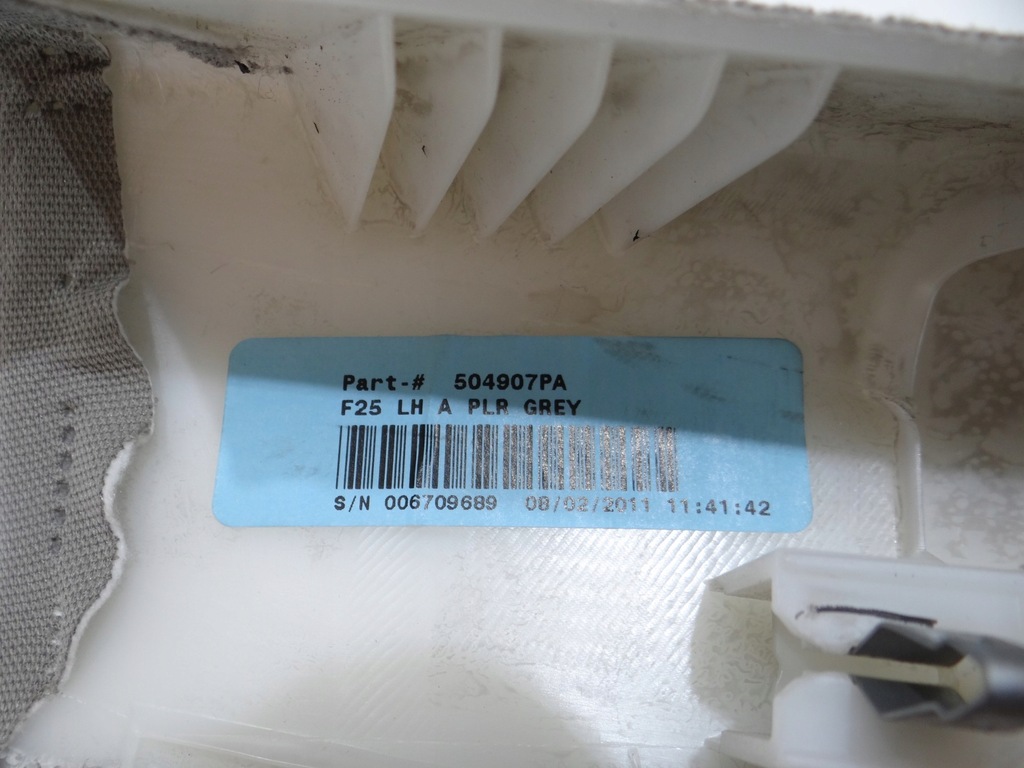 Part-# 504907PA
F25 LH A PLR GREY
S/N 006709689 08/02/2011 11:41:42